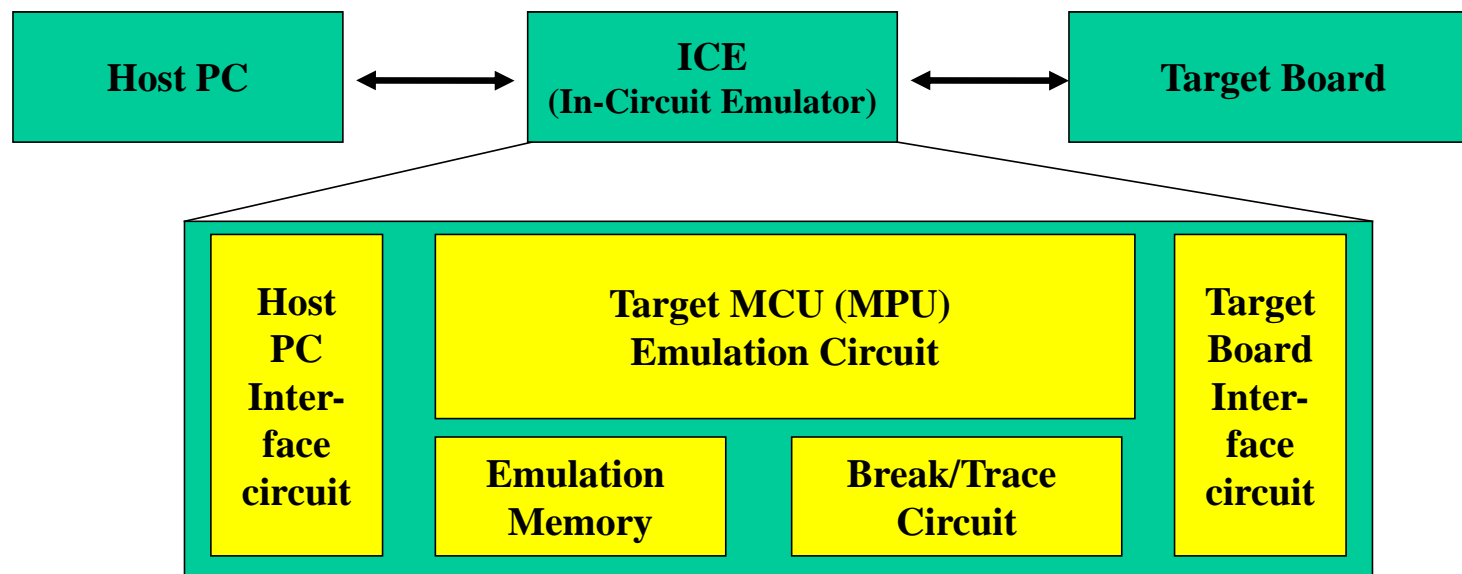 Host PC
ICE
(In-Circuit Emulator)
Target Board
Host
PC
Inter-
face
circuit
Target MCU (MPU)
Emulation Circuit
Emulation
Memory
Break/Trace
Circuit
Target
Board
Inter-
face
circuit